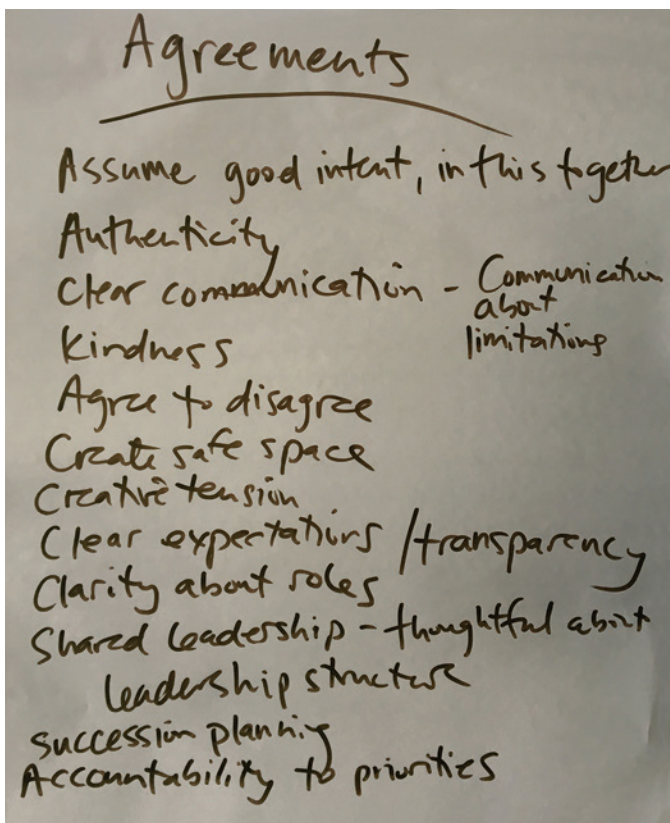 Agreements
Assume good intent, in this together
Authenticity
Clear communication - Communication
about
limitations
Kindness
Agree to disagree
Create safe space
Creative tension
Clear expectations / transparency
Clarity about roles
Shared leadership - thoughtful about
leadership structure
Succession planning
Accountability to priorities